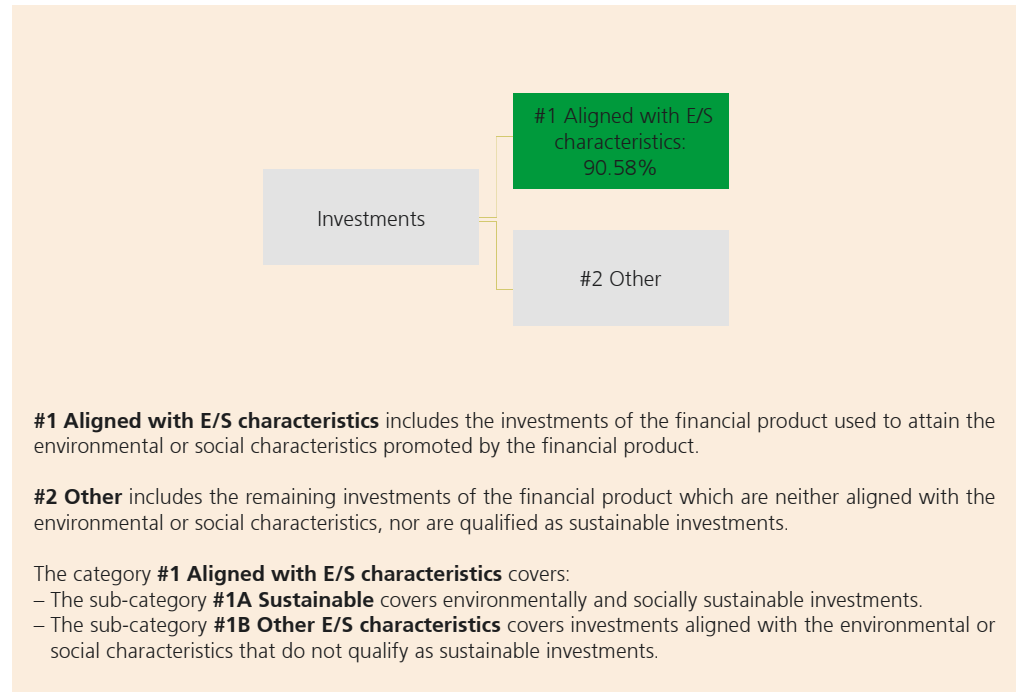 #1 Aligned with E/S
characteristics:
90.58%
Investments
#2 Other
#1 Aligned with E/S characteristics includes the investments of the financial product used to attain the
environmental or social characteristics promoted by the financial product.
#2 Other includes the remaining investments of the financial product which are neither aligned with the
environmental or social characteristics, nor are qualified as sustainable investments.
The category #1 Aligned with E/S characteristics covers:
– The sub-category #1A Sustainable covers environmentally and socially sustainable investments.
– The sub-category #1B Other E/S characteristics covers investments aligned with the environmental or
social characteristics that do not qualify as sustainable investments.